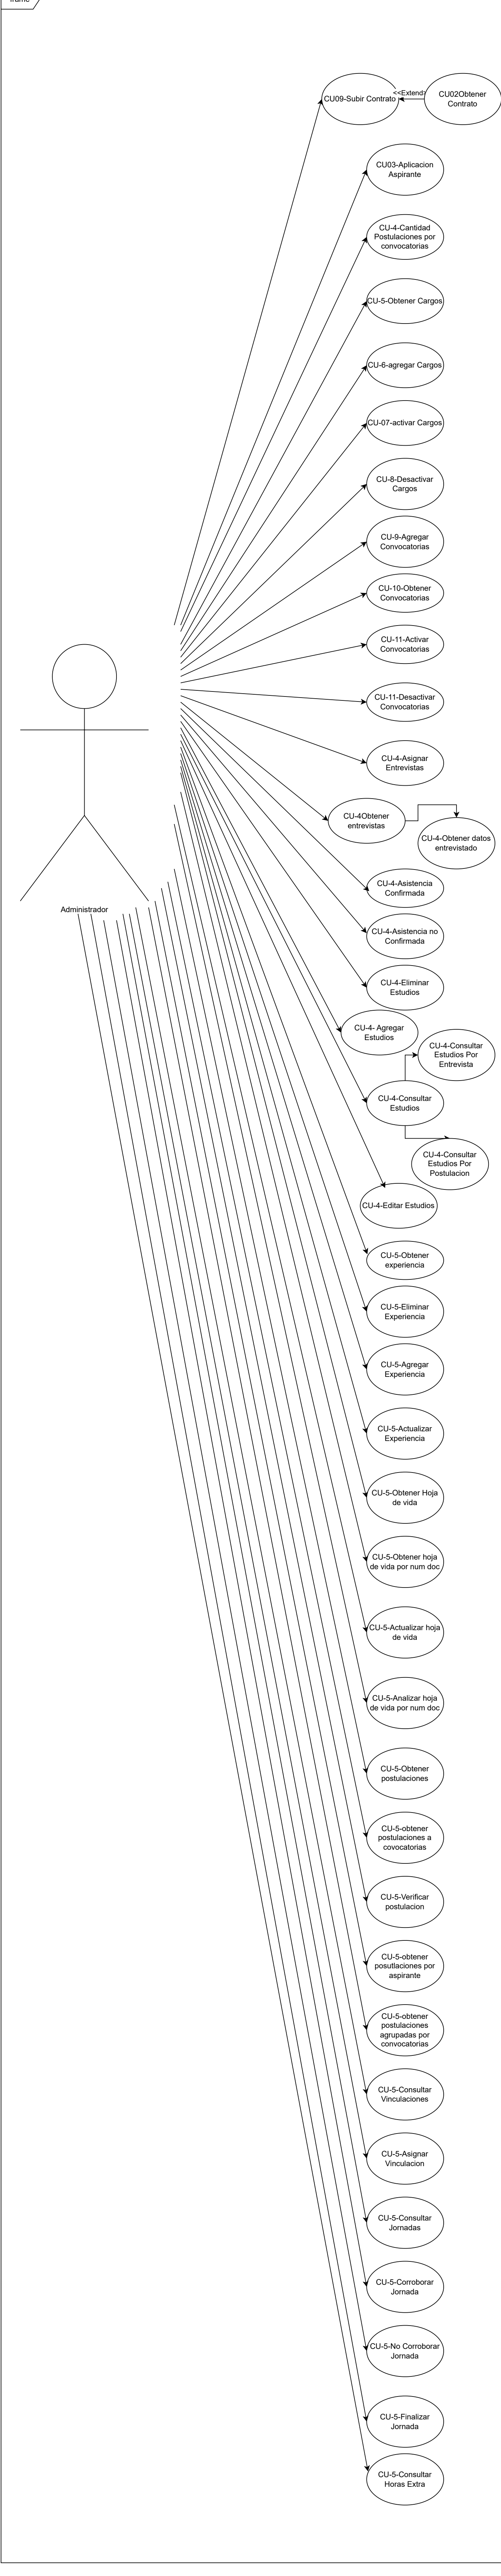 frame
CU09-Subir Contrato
<<Extend>
CU02Obtener
Contrato
CU03-Aplicacion
Aspirante
CU-4-Cantidad
Postulaciones por
convocatorias
CU-5-Obtener Cargos
CU-6-agregar Cargos
CU-07-activar Cargos
CU-8-Desactivar
Cargos
CU-9-Agregar
Convocatorias
CU-10-Obtener
Convocatorias
CU-11-Activar
Convocatorias
CU-11-Desactivar
Convocatorias
CU-4-Asignar
Entrevistas
CU-4Obtener
entrevistas
CU-4-Obtener datos
entrevistado
CU-4-Asistencia
Confirmada
Administrador
CU-4-Asistencia no
Confirmada
CU-4-Eliminar
Estudios
CU-4- Agregar
Estudios
CU-4-Consultar
Estudios Por
Entrevista
CU-4-Consultar
Estudios
CU-4-Consultar
Estudios Por
Postulacion
CU-4-Editar Estudios
CU-5-Obtener
experiencia
CU-5-Eliminar
Experiencia
CU-5-Agregar
Experiencia
CU-5-Actualizar
Experiencia
CU-5-Obtener Hoja
de vida
CU-5-Obtener hoja
de vida por num doc
CU-5-Actualizar hoja
de vida
CU-5-Analizar hoja
de vida por num doc
CU-5-Obtener
postulaciones
CU-5-obtener
postulaciones a
covocatorias
CU-5-Verificar
postulacion
CU-5-obtener
posutlaciones por
aspirante
CU-5-obtener
postulaciones
agrupadas por
convocatorias
CU-5-Consultar
Vinculaciones
CU-5-Asignar
Vinculacion
CU-5-Consultar
Jornadas
CU-5-Corroborar
Jornada
CU-5-No Corroborar
Jornada
CU-5-Finalizar
Jornada
CU-5-Consultar
Horas Extra